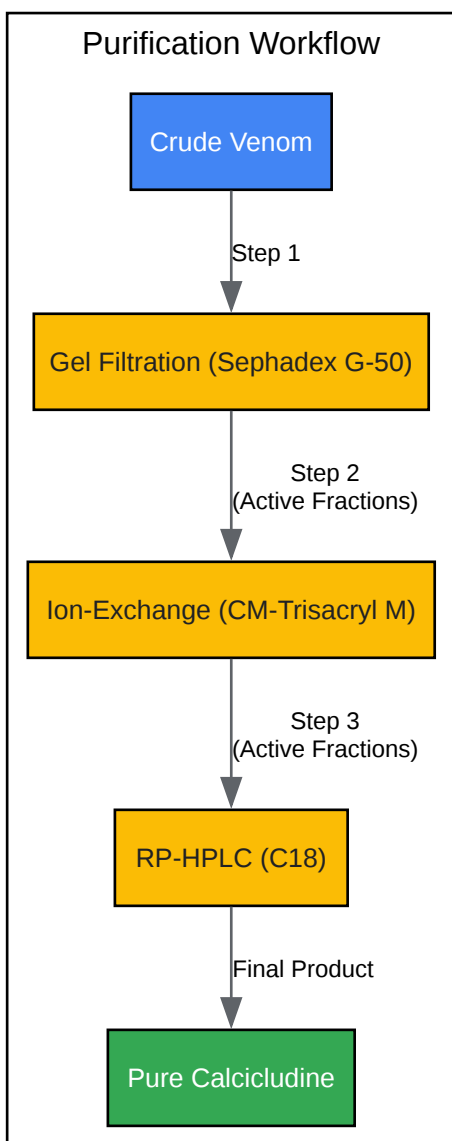 Purification Workflow
Crude Venom
Step 1
Gel Filtration (Sephadex G-50)
Step 2
(Active Fractions)
Ion-Exchange (CM-Trisacryl M)
Step 3
(Active Fractions)
RP-HPLC (C18)
Final Product
Pure Calcicludine